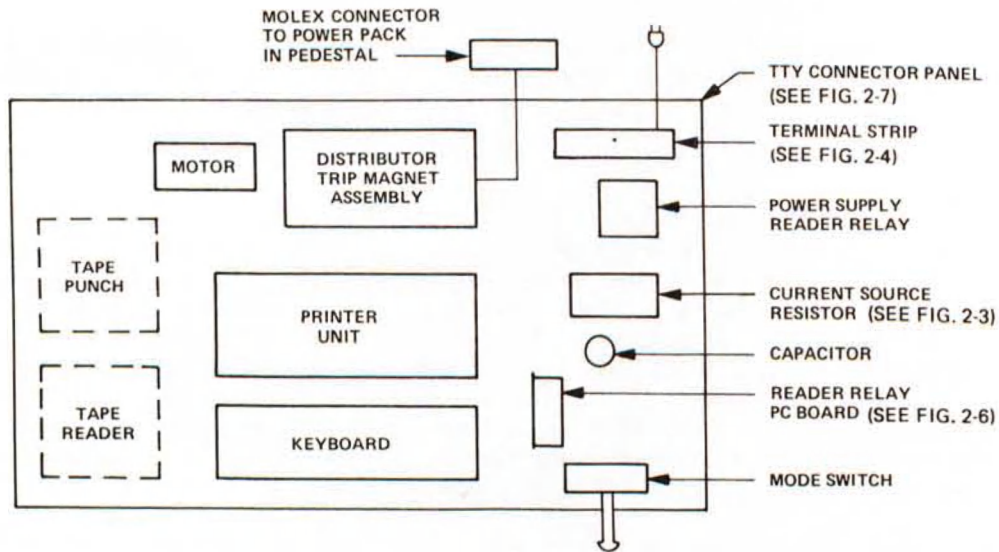 MOLEX CONNECTOR
TO POWER PACK
IN PEDESTAL
TTY CONNECTOR PANEL
(SEE FIG. 2-7)
TERMINAL STRIP
(SEE FIG. 2-4)
MOTOR
DISTRIBUTOR
TRIP MAGNET
ASSEMBLY
POWER SUPPLY
READER RELAY
TAPE
PUNCH
PRINTER
UNIT
CURRENT SOURCE
RESISTOR (SEE FIG. 2-3)
CAPACITOR
TAPE
READER
KEYBOARD
READER RELAY
PC BOARD (SEE FIG. 2-6)
MODE SWITCH